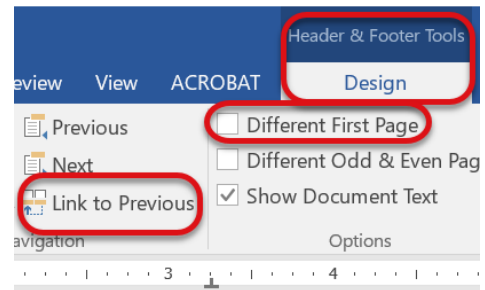 Header & Footer Tools
eview View ACROBAT Design
Previous Different First Page
Next Different Odd & Even Pag
Link to Previous Show Document Text
avigation Options
3 4